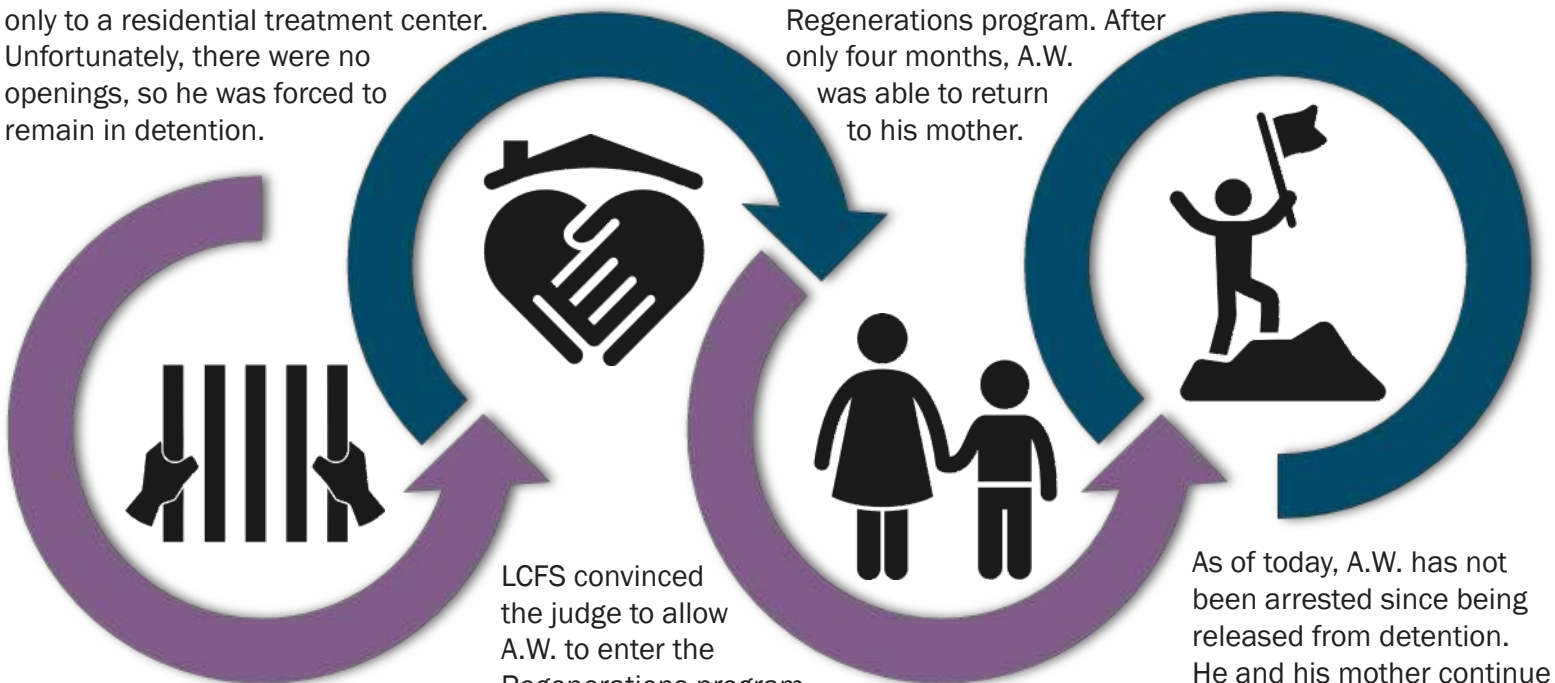 only to a residential treatment center.
Unfortunately, there were no
openings, so he was forced to
remain in detention.
Regenerations program. After
only four months, A.W.
was able to return
to his mother.
LCFS convinced
the judge to allow
A.W. to enter the
Regenerations program
As of today, A.W. has not
been arrested since being
released from detention.
He and his mother continue